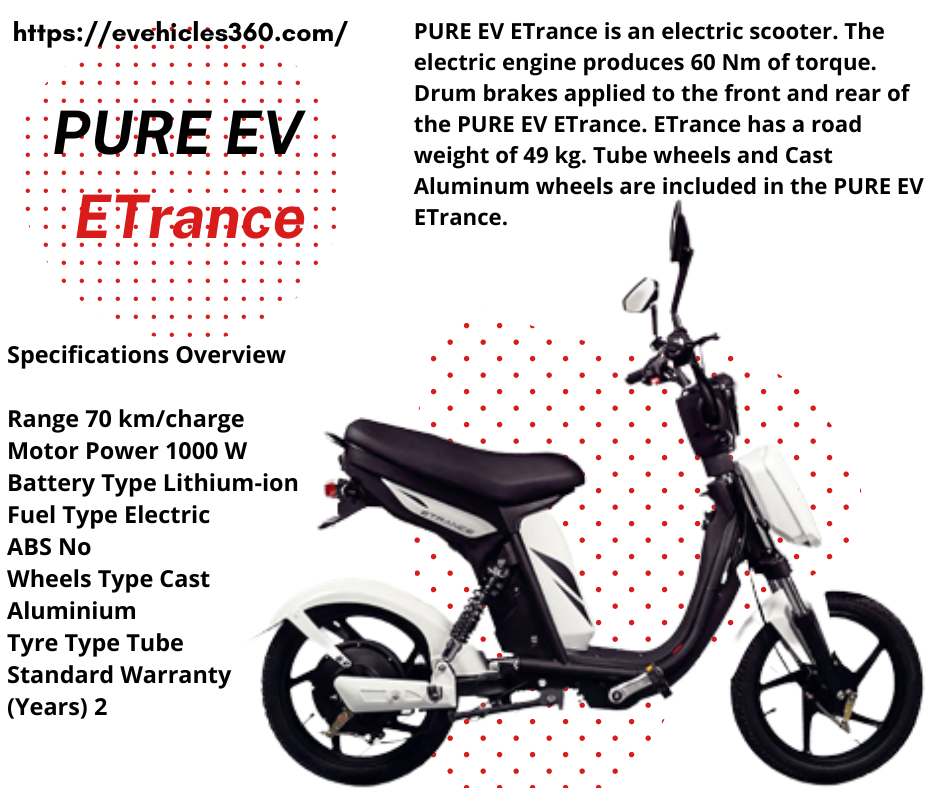 https://evehicles360.com/
PURE EV
ETrance
PURE EV ETrance is an electric scooter. The
electric engine produces 60 Nm of torque.
Drum brakes applied to the front and rear of
the PURE EV ETrance. ETrance has a road
weight of 49 kg. Tube wheels and Cast
Aluminum wheels are included in the PURE EV
ETrance.
Specifications Overview
Range 70 km/charge
Motor Power 1000 W
Battery Type Lithium-ion
Fuel Type Electric
ABS No
Wheels Type Cast
Aluminium
Tyre Type Tube
Standard Warranty
(Years) 2
ETRANCE